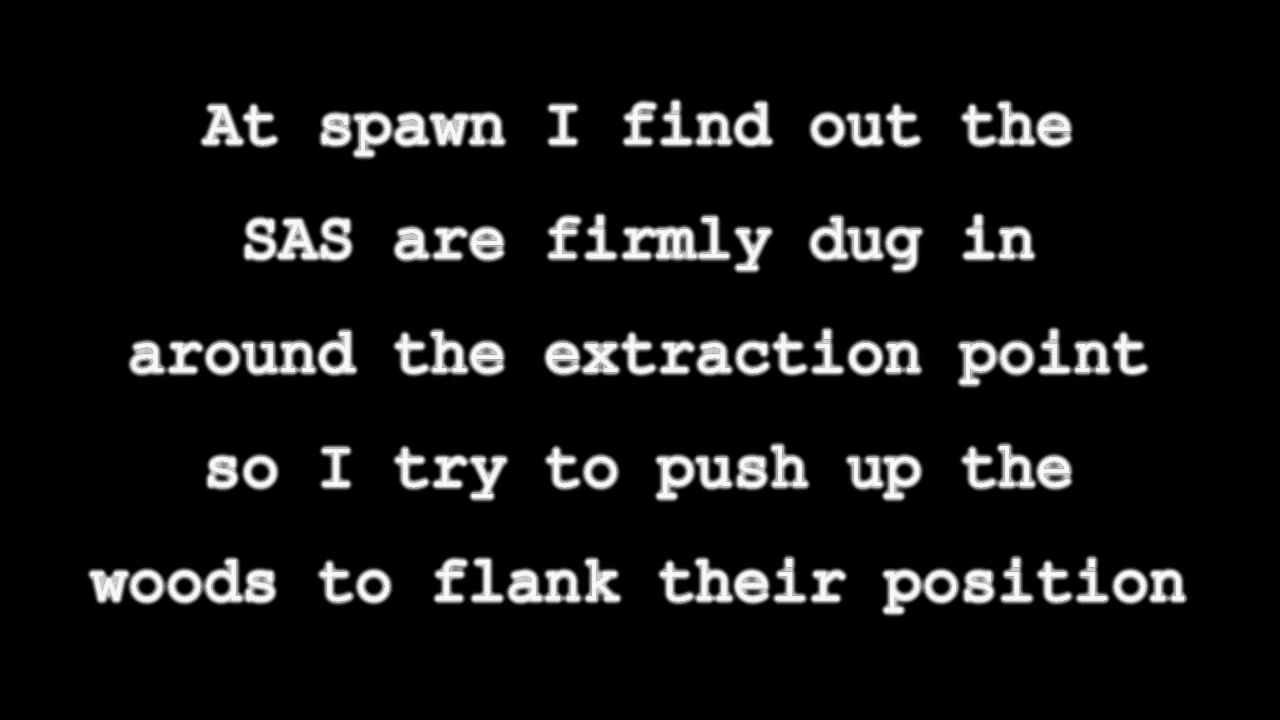 At spawn I find out the
SAS are firmly dug in
around the extraction point
so I try to push up the
woods to flank their position